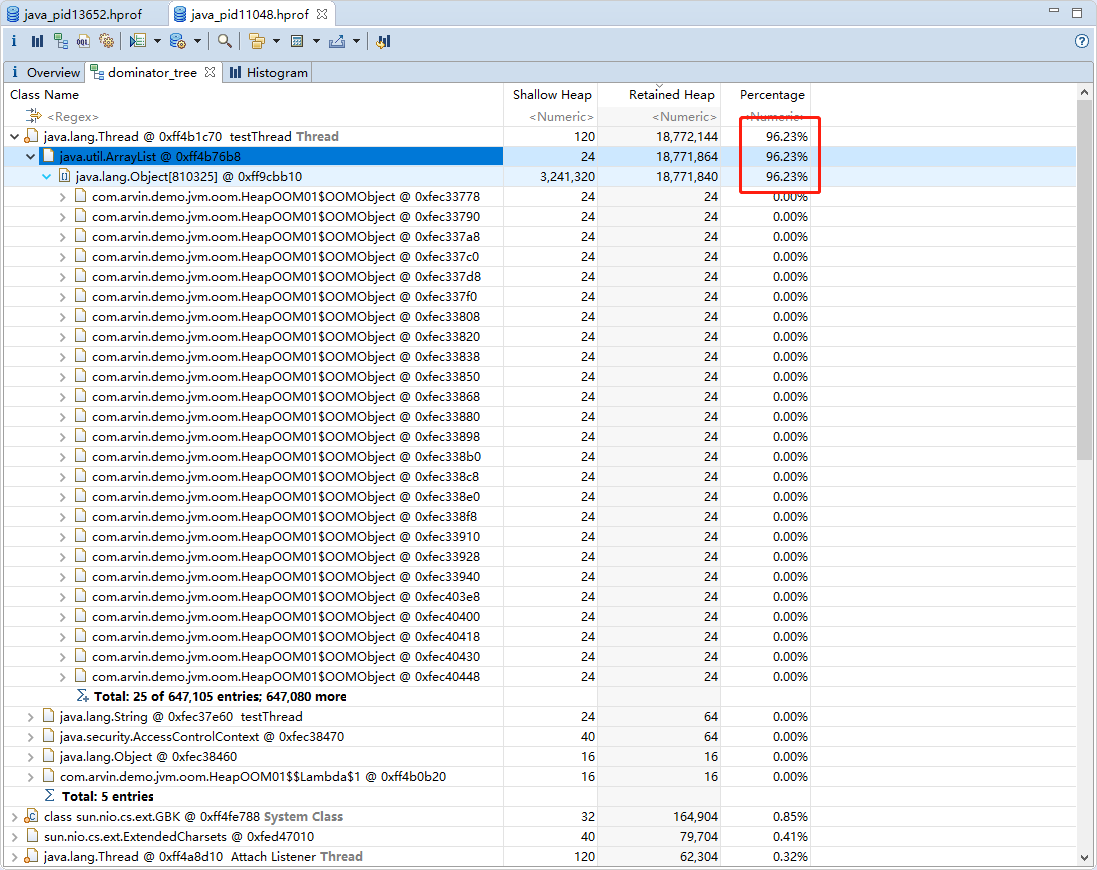 java_pid13652.hprof java_pid11048.hprof
i OQL
i Overview dominator_tree Histogram
Class Name Shallow Heap Retained Heap Percentage
<Regex> <Numeric> <Numeric> <Numeric>
java.lang.Thread @ 0xff4b1c70 testThread Thread 120 18,772,144 96.23%
java.util.ArrayList @ 0xff4b76b8 24 18,771,864 96.23%
java.lang.Object[810325] @ 0xff9cbb10 3,241,320 18,771,840 96.23%
com.arvin.demo.jvm.oom.HeapOOM01$OOMObject @ 0xfec33778 24 24 0.00%
com.arvin.demo.jvm.oom.HeapOOM01$OOMObject @ 0xfec33790 24 24 0.00%
com.arvin.demo.jvm.oom.HeapOOM01$OOMObject @ 0xfec337a8 24 24 0.00%
com.arvin.demo.jvm.oom.HeapOOM01$OOMObject @ 0xfec337c0 24 24 0.00%
com.arvin.demo.jvm.oom.HeapOOM01$OOMObject @ 0xfec337d8 24 24 0.00%
com.arvin.demo.jvm.oom.HeapOOM01$OOMObject @ 0xfec337f0 24 24 0.00%
com.arvin.demo.jvm.oom.HeapOOM01$OOMObject @ 0xfec33808 24 24 0.00%
com.arvin.demo.jvm.oom.HeapOOM01$OOMObject @ 0xfec33820 24 24 0.00%
com.arvin.demo.jvm.oom.HeapOOM01$OOMObject @ 0xfec33838 24 24 0.00%
com.arvin.demo.jvm.oom.HeapOOM01$OOMObject @ 0xfec33850 24 24 0.00%
com.arvin.demo.jvm.oom.HeapOOM01$OOMObject @ 0xfec33868 24 24 0.00%
com.arvin.demo.jvm.oom.HeapOOM01$OOMObject @ 0xfec33880 24 24 0.00%
com.arvin.demo.jvm.oom.HeapOOM01$OOMObject @ 0xfec33898 24 24 0.00%
com.arvin.demo.jvm.oom.HeapOOM01$OOMObject @ 0xfec338b0 24 24 0.00%
com.arvin.demo.jvm.oom.HeapOOM01$OOMObject @ 0xfec338c8 24 24 0.00%
com.arvin.demo.jvm.oom.HeapOOM01$OOMObject @ 0xfec338e0 24 24 0.00%
com.arvin.demo.jvm.oom.HeapOOM01$OOMObject @ 0xfec338f8 24 24 0.00%
com.arvin.demo.jvm.oom.HeapOOM01$OOMObject @ 0xfec33910 24 24 0.00%
com.arvin.demo.jvm.oom.HeapOOM01$OOMObject @ 0xfec33928 24 24 0.00%
com.arvin.demo.jvm.oom.HeapOOM01$OOMObject @ 0xfec33940 24 24 0.00%
com.arvin.demo.jvm.oom.HeapOOM01$OOMObject @ 0xfec403e8 24 24 0.00%
com.arvin.demo.jvm.oom.HeapOOM01$OOMObject @ 0xfec40400 24 24 0.00%
com.arvin.demo.jvm.oom.HeapOOM01$OOMObject @ 0xfec40418 24 24 0.00%
com.arvin.demo.jvm.oom.HeapOOM01$OOMObject @ 0xfec40430 24 24 0.00%
com.arvin.demo.jvm.oom.HeapOOM01$OOMObject @ 0xfec40448 24 24 0.00%
Total: 25 of 647,105 entries; 647,080 more
java.lang.String @ 0xfec37e60 testThread 24 64 0.00%
java.security.AccessControlContext @ 0xfec38470 40 64 0.00%
java.lang.Object @ 0xfec38460 16 16 0.00%
com.arvin.demo.jvm.oom.HeapOOM01$$Lambda$1 @ 0xff4b0b20 16 16 0.00%
Σ Total: 5 entries
class sun.nio.cs.ext.GBK @ 0xff4fe788 System Class 32 164,904 0.85%
sun.nio.cs.ext.ExtendedCharsets @ 0xfed47010 40 79,704 0.41%
java.lang.Thread @ 0xff4a8d10 Attach Listener Thread 120 62,304 0.32%